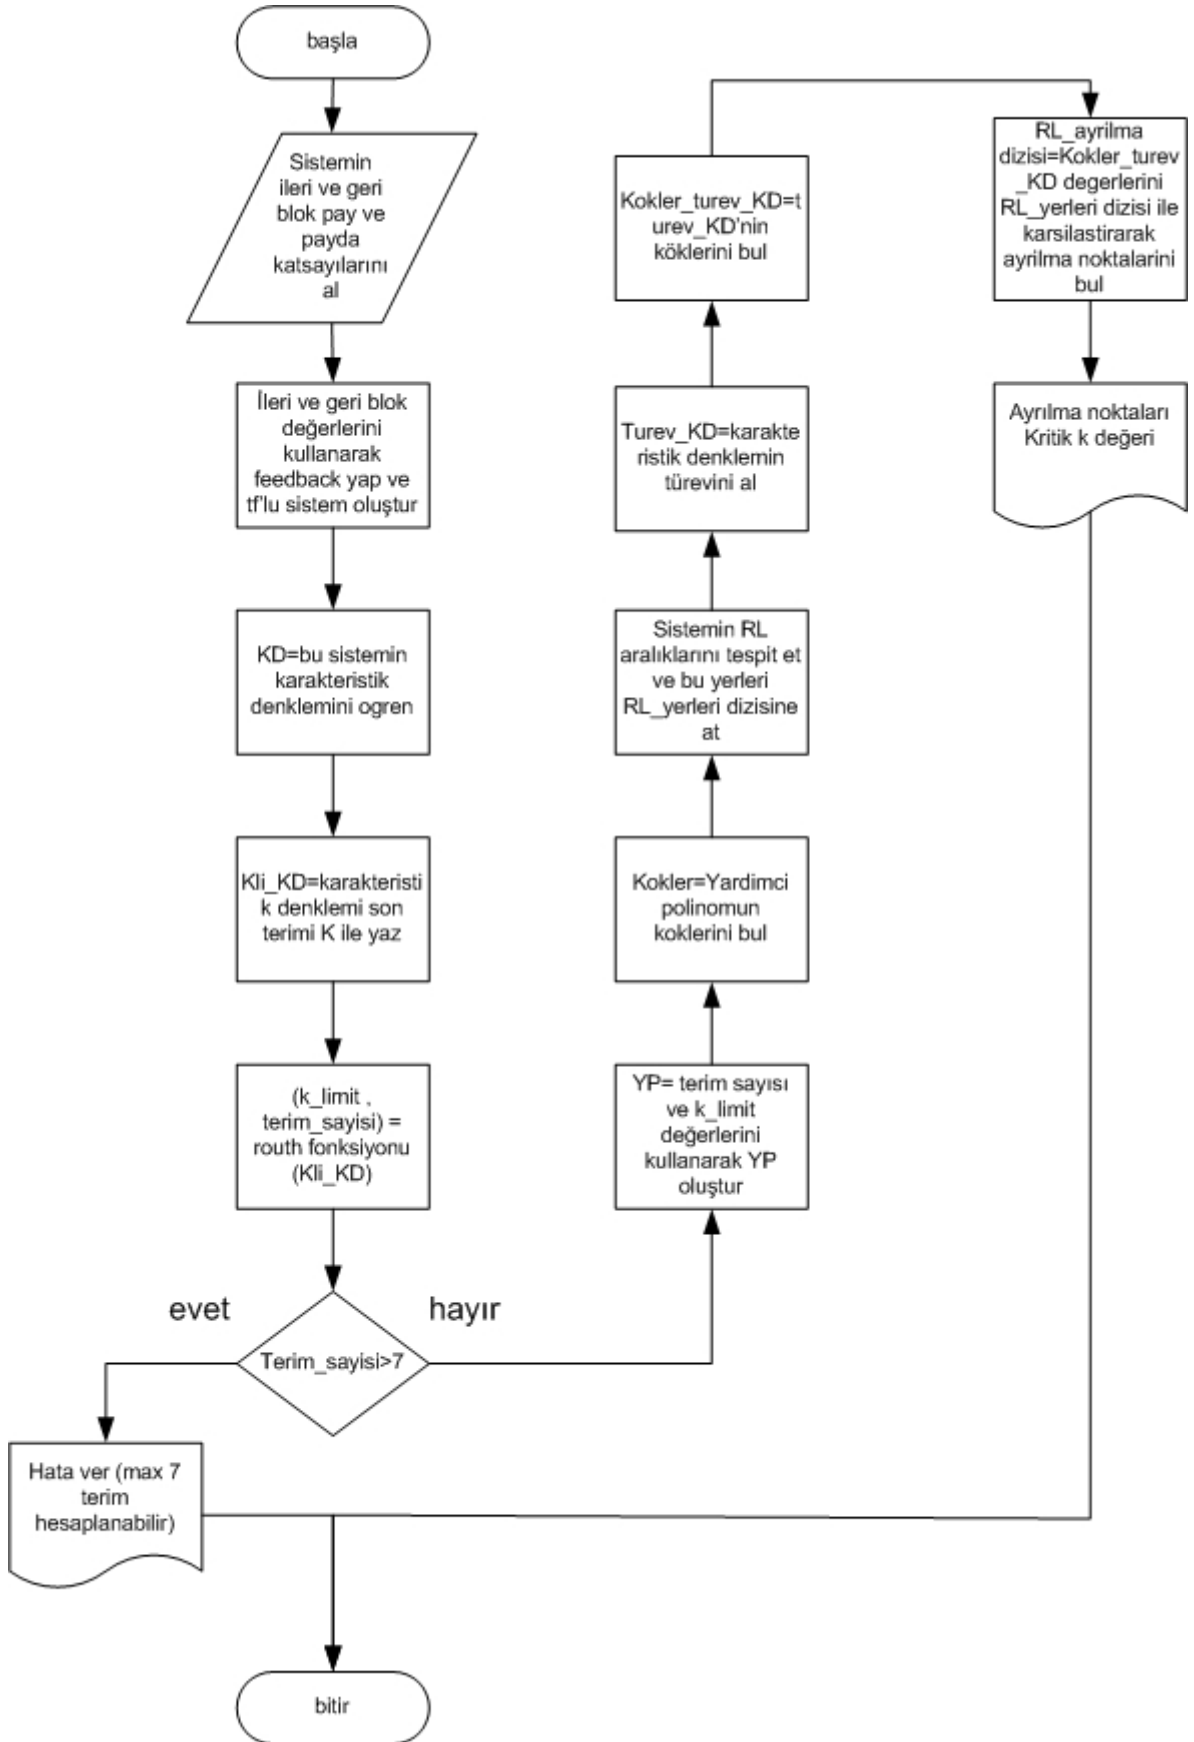 başla
Sistemin
ileri ve geri
blok pay ve
payda
katsayılarını
al
İleri ve geri blok
değerlerini
kullanarak
feedback yap ve
tf'lu sistem oluştur
KD=bu sistemin
karakteristik
denklemini ogren
Kli_KD=karakteristi
k denklemi son
terimi K ile yaz
(k_limit ,
terim_sayisi) =
routh fonksiyonu
(Kli_KD)
evet
hayır
Terim_sayisi>7
Hata ver (max 7
terim
hesaplanabilir)
YP= terim sayısı
ve k_limit
değerlerini
kullanarak YP
oluştur
Kokler=Yardimci
polinomun
koklerini bul
Sistemin RL
aralıklarını tespit et
ve bu yerleri
RL_yerleri dizisine
at
Turev_KD=karakte
ristik denklemin
türevini al
Kokler_turev_KD=t
urev_KD'nin
köklerini bul
RL_ayrilma
dizisi=Kokler_turev
_KD degerlerini
RL_yerleri dizisi ile
karsilastirarak
ayrilma noktalarini
bul
Ayrılma noktaları
Kritik k değeri
bitir